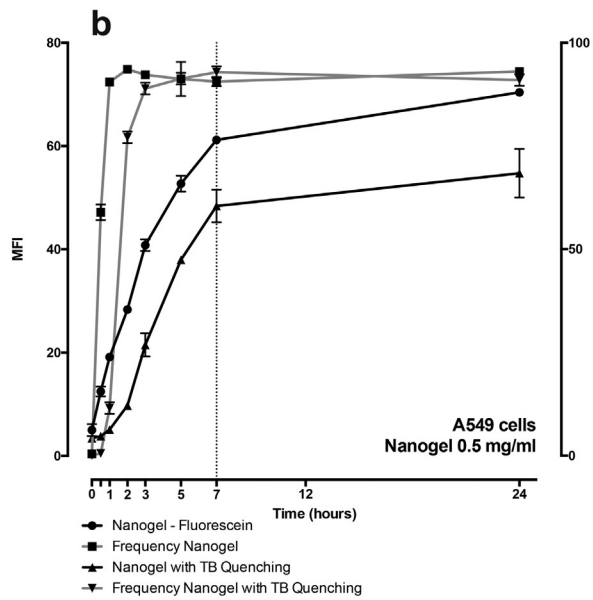 b
80
60
40
20
0
MFI
100
50
0
A549 cells
Nanogel 0.5 mg/ml
0 1 2 3 5 7 12 24
Time (hours)
Nanogel - Fluorescein
Frequency Nanogel
Nanogel with TB Quenching
Frequency Nanogel with TB Quenching